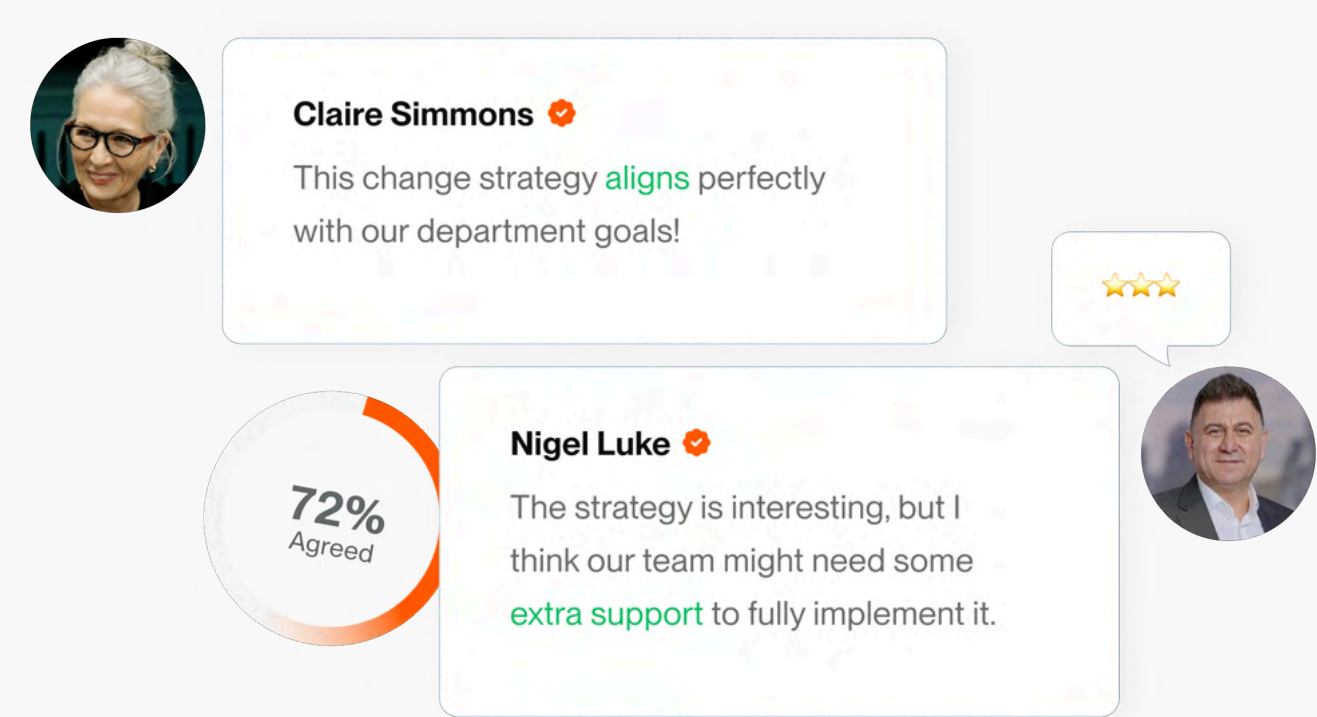 Claire Simmons
This change strategy aligns perfectly
with our department goals!
72%
Agreed
Nigel Luke
The strategy is interesting, but I
think our team might need some
extra support to fully implement it.